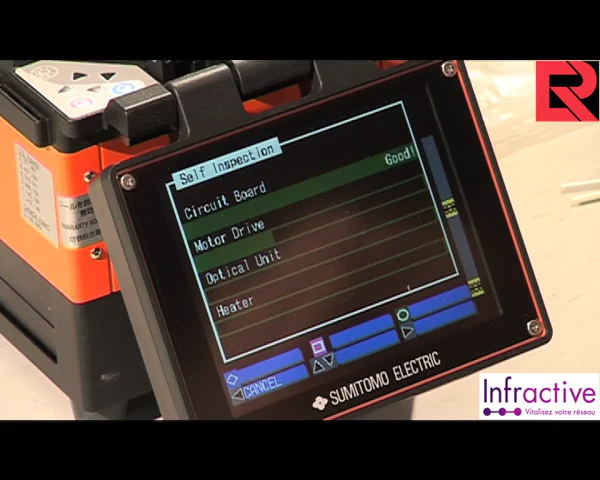 Self Inspection
Circuit Board Good!
Motor Drive
Optical Unit
Heater
CANCEL
SUMITOMO ELECTRIC
Infractive
Vitalisez votre réseau